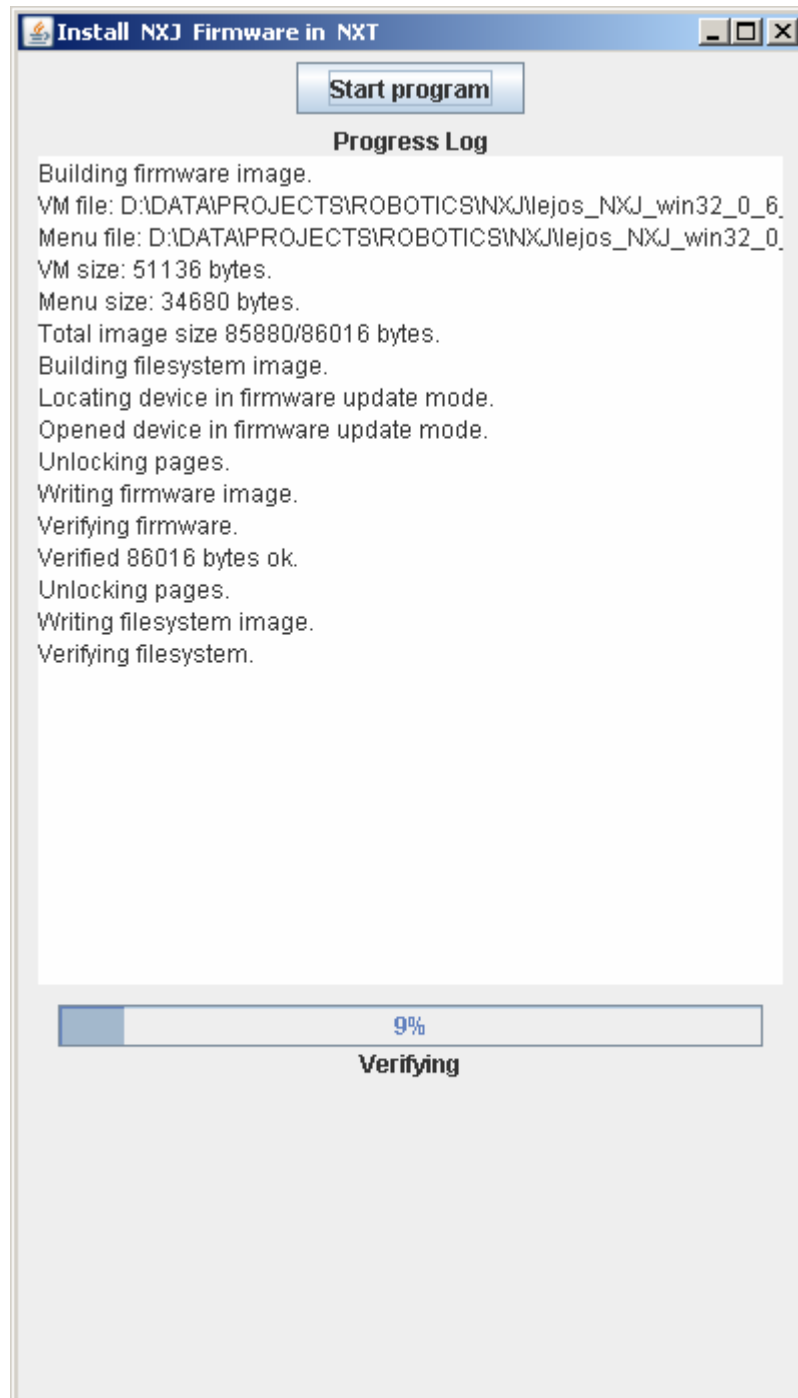 Install NXJ Firmware in NXT
Start program
Progress Log
Building firmware image.
VM file: D:\DATA\PROJECTS\ROBOTICS\NXJ\lejos_NXJ_win32_0_6_
Menu file: D:\DATA\PROJECTS\ROBOTICS\NXJ\lejos_NXJ_win32_0_
VM size: 51136 bytes.
Menu size: 34680 bytes.
Total image size 85880/86016 bytes.
Building filesystem image.
Locating device in firmware update mode.
Opened device in firmware update mode.
Unlocking pages.
Writing firmware image.
Verifying firmware.
Verified 86016 bytes ok.
Unlocking pages.
Writing filesystem image.
Verifying filesystem.
9%
Verifying